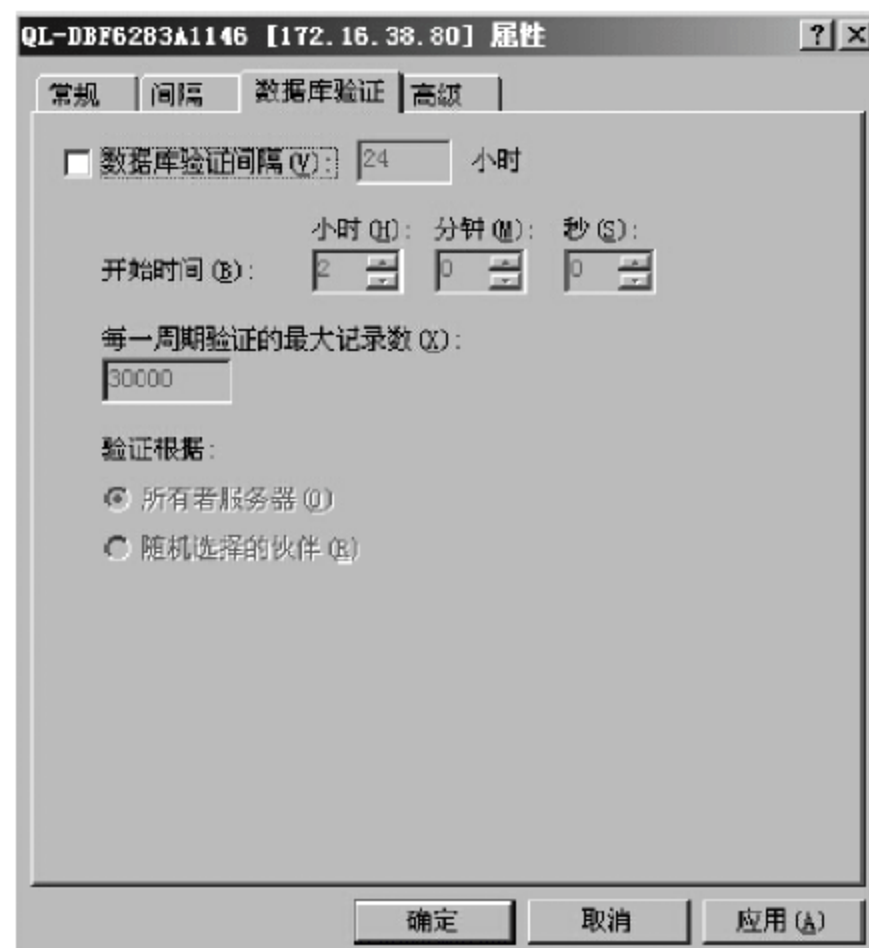 QL-DBF6283A1146 [172.16.38.80] 属性
常规 间隔 数据库验证 高级
数据库验证间隔(V): 24 小时
小时(H): 分钟(M): 秒(S):
开始时间(B): 2 0 0
每一周期验证的最大记录数(X):
30000
验证根据:
所有者服务器(O)
随机选择的伙伴(R)
确定 取消 应用(A)